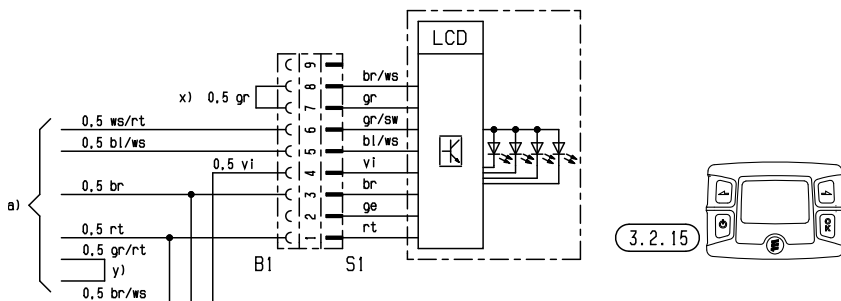 LCD
9
br/ws
8
x) 0,5 gr
gr
7
0,5 ws/rt
gr/sw
6
0,5 bl/ws
bl/ws
5
0,5 vi
vi
4
0,5 br
br
3
a)
ge
2
0,5 rt
rt
1
3.2.15
OK
0,5 gr/rt
B1
S1
y)
0,5 br/ws